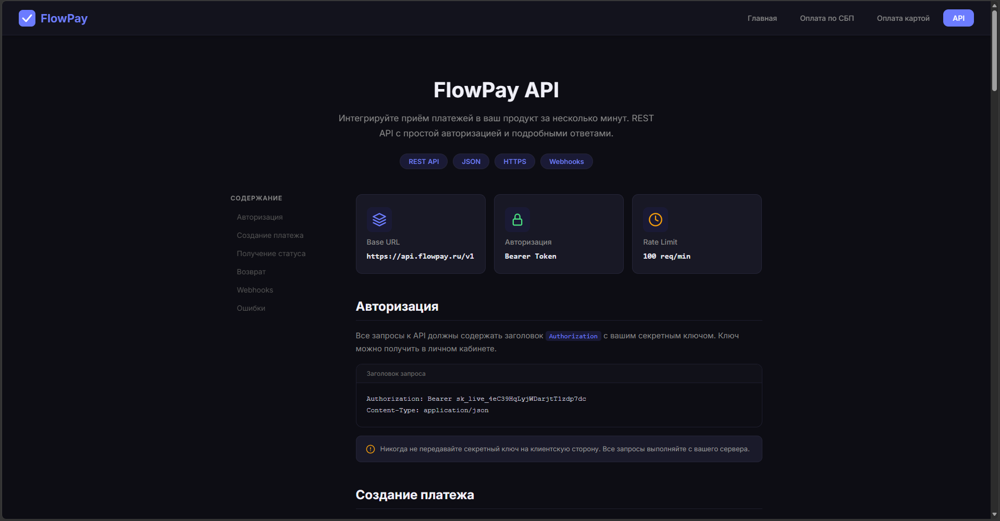 FlowPay
Главная
Оплата по СБП
Оплата картой
API
FlowPay API
Интегрируйте приём платежей в ваш продукт за несколько минут. REST
API с простой авторизацией и подробными ответами.
REST API
JSON
HTTPS
Webhooks
СОДЕРЖАНИЕ
Авторизация
Создание платежа
Получение статуса
Возврат
Webhooks
Ошибки
Base URL
https://api.flowpay.ru/v1
Авторизация
Bearer Token
Rate Limit
100 req/min
Авторизация
Все запросы к API должны содержать заголовок Authorization с вашим секретным ключом. Ключ
можно получить в личном кабинете.
Заголовок запроса
Authorization: Bearer sk_live_4eC39HqLyjWDarjtT1zdp7dc
Content-Type: application/json
Никогда не передавайте секретный ключ на клиентскую сторону. Все запросы выполняйте с вашего сервера.
Создание платежа